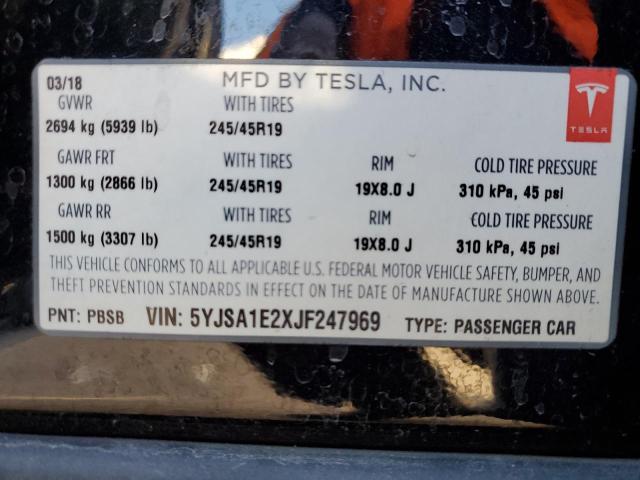 03/18 MFD BY TESLA, INC.
GVWR WITH TIRES
2694 kg (5939 lb) 245/45R19
TESLA
GAWR FRT WITH TIRES RIM COLD TIRE PRESSURE
1300 kg (2866 lb) 245/45R19 19X8.0 J 310 kPa, 45 psi
GAWR RR WITH TIRES RIM COLD TIRE PRESSURE
1500 kg (3307 lb) 245/45R19 19X8.0 J 310 kPa, 45 psi
THIS VEHICLE CONFORMS TO ALL APPLICABLE U.S. FEDERAL MOTOR VEHICLE SAFETY, BUMPER, AND
THEFT PREVENTION STANDARDS IN EFFECT ON THE DATE OF MANUFACTURE SHOWN ABOVE.
PNT: PBSB VIN: 5YJSA1E2XJF247969 TYPE: PASSENGER CAR